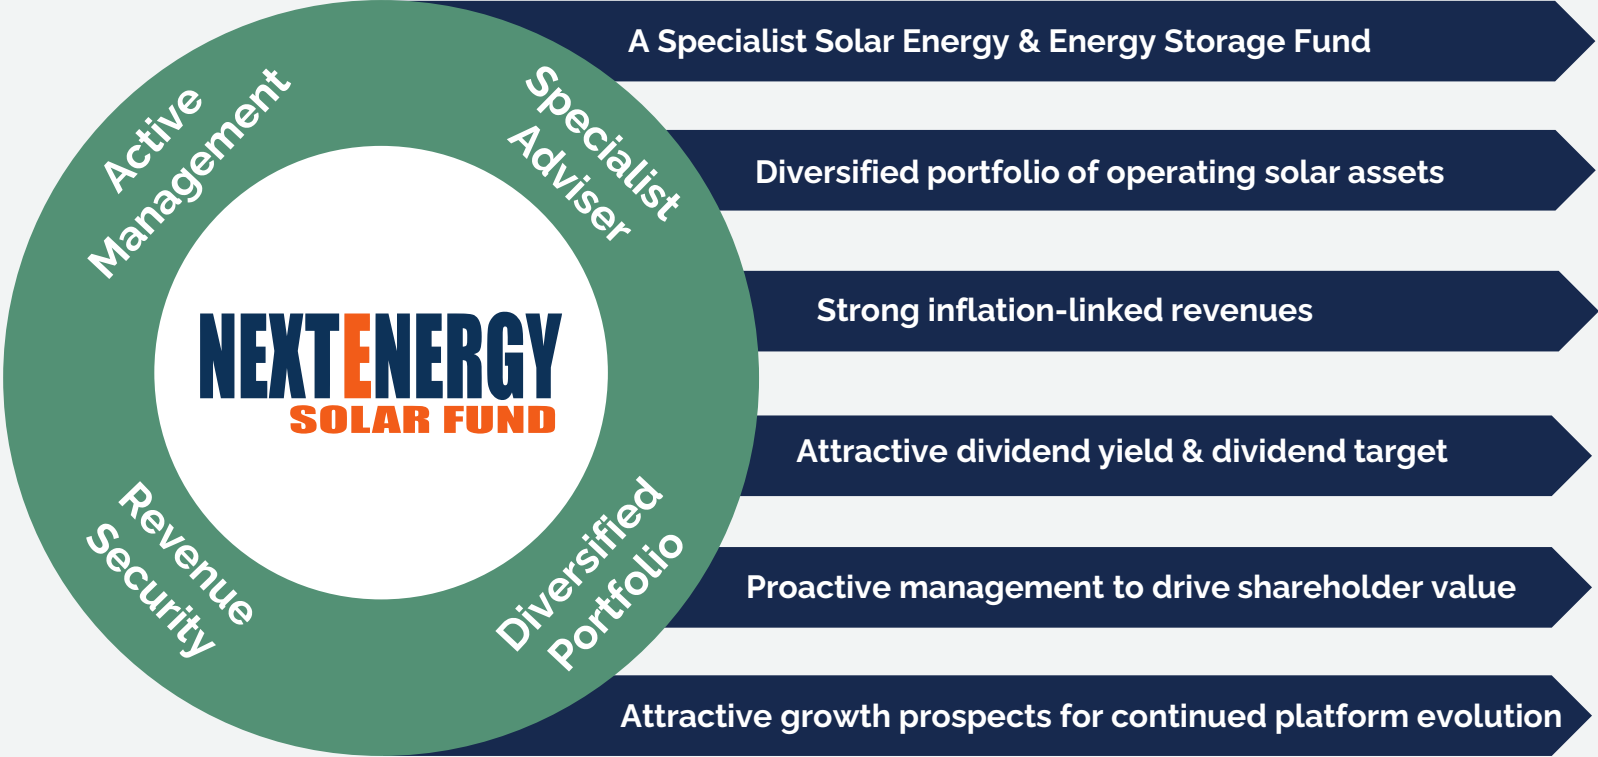 Active
Management
Specialist
Adviser
NEXTENERGY
SOLAR FUND
Revenue
Security
Diversified
Portfolio
A Specialist Solar Energy & Energy Storage Fund
Diversified portfolio of operating solar assets
Strong inflation-linked revenues
Attractive dividend yield & dividend target
Proactive management to drive shareholder value
Attractive growth prospects for continued platform evolution